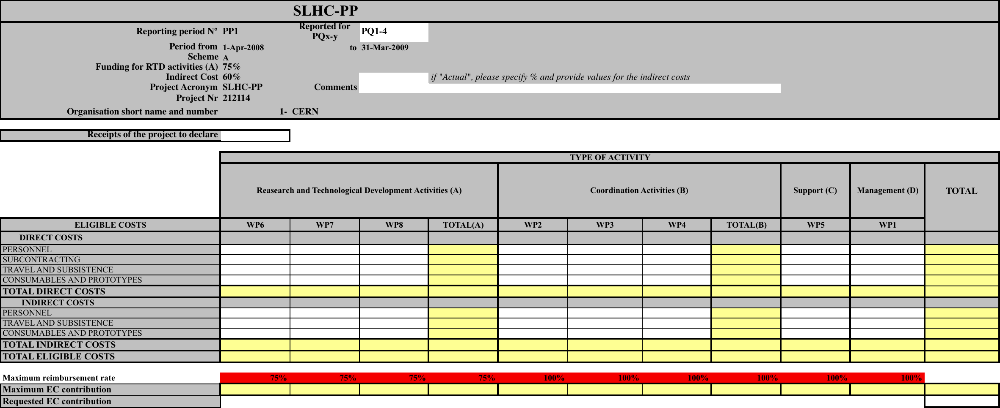 SLHC-PP
Reporting period N° PP1 Reported for PQx-y PQ1-4
Period from 1-Apr-2008 to 31-Mar-2009
Scheme A
Funding for RTD activities (A) 75%
Indirect Cost 60% if "Actual", please specify % and provide values for the indirect costs
Project Acronym SLHC-PP Comments
Project Nr 212114
Organisation short name and number 1- CERN
Receipts of the project to declare
TYPE OF ACTIVITY
Reasearch and Technological Development Activities (A) Coordination Activities (B) Support (C) Management (D) TOTAL
ELIGIBLE COSTS WP6 WP7 WP8 TOTAL(A) WP2 WP3 WP4 TOTAL(B) WP5 WP1
DIRECT COSTS
PERSONNEL
SUBCONTRACTING
TRAVEL AND SUBSISTENCE
CONSUMABLES AND PROTOTYPES
TOTAL DIRECT COSTS
INDIRECT COSTS
PERSONNEL
TRAVEL AND SUBSISTENCE
CONSUMABLES AND PROTOTYPES
TOTAL INDIRECT COSTS
TOTAL ELIGIBLE COSTS
Maximum reimbursement rate 75% 75% 75% 75% 100% 100% 100% 100% 100% 100%
Maximum EC contribution
Requested EC contribution